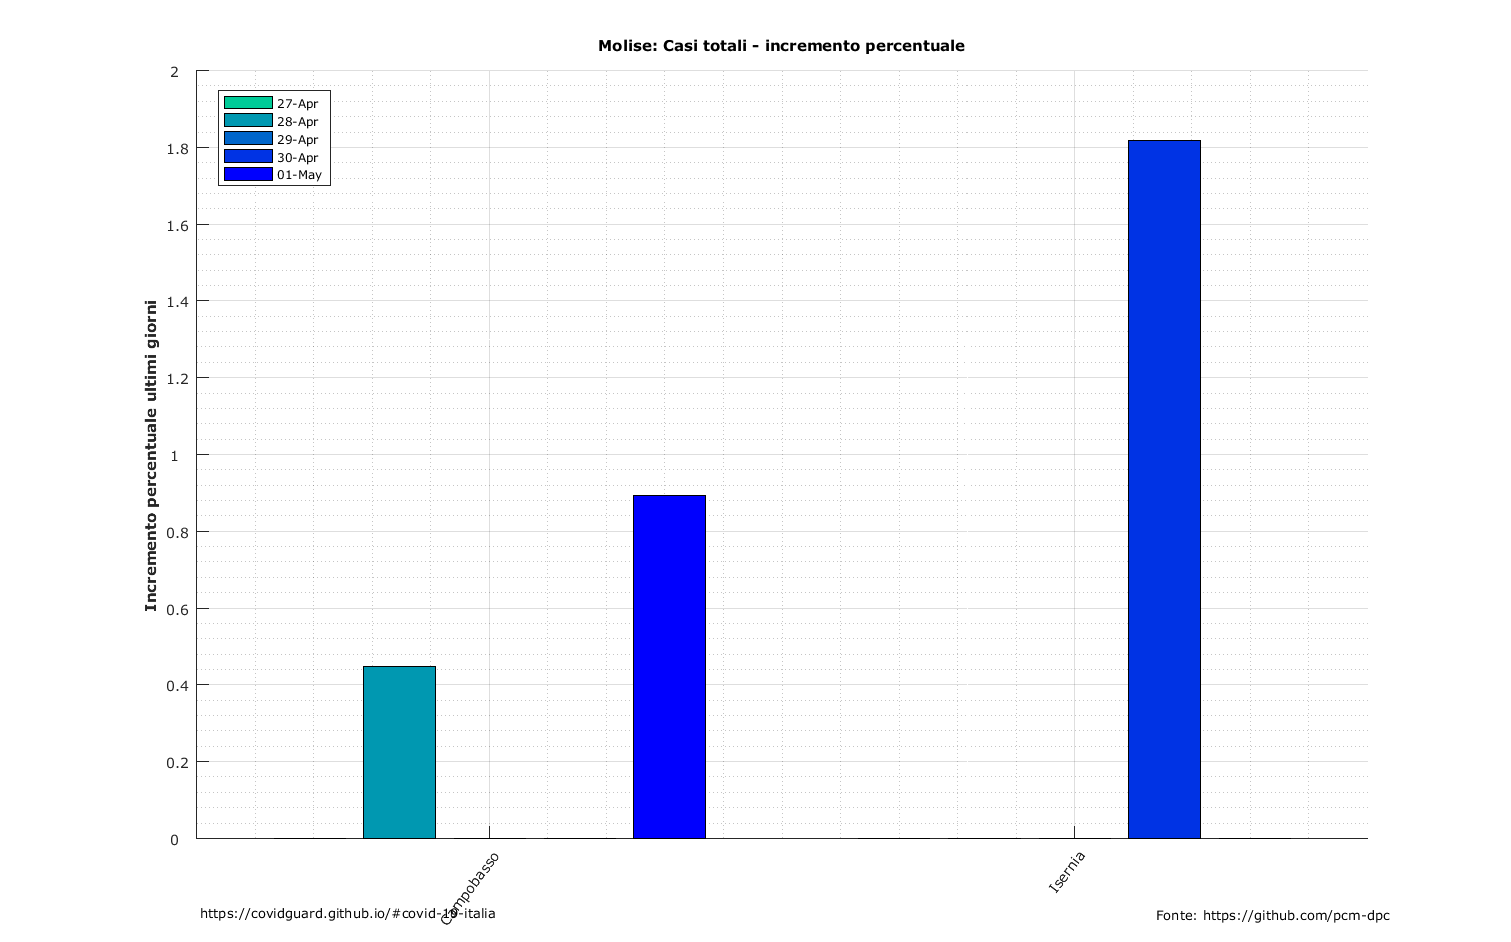 Molise: Casi totali - incremento percentuale
27-Apr
28-Apr
29-Apr
30-Apr
01-May
Incremento percentuale ultimi giorni
2
1.8
1.6
1.4
1.2
1
0.8
0.6
0.4
0.2
0
Campobasso
Isernia
https://covidguard.github.io/#covid-19-italia
Fonte: https://github.com/pcm-dpc